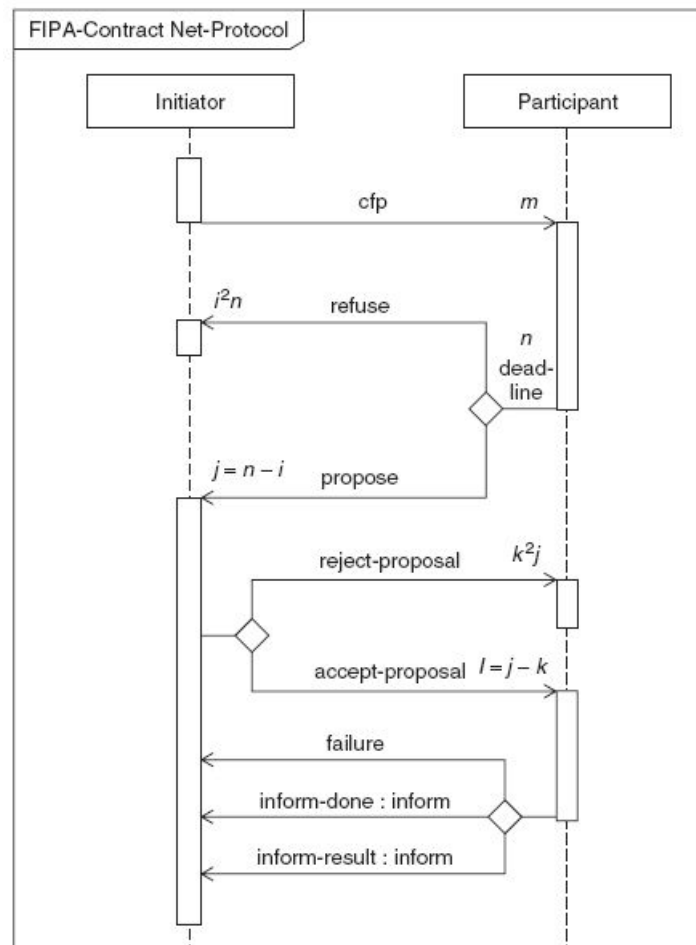 FIPA-Contract Net-Protocol
Initiator
Participant
cfp
m
i²n
refuse
n
dead-
line
j = n – i
propose
reject-proposal
k²j
accept-proposal
l = j – k
failure
inform-done : inform
inform-result : inform